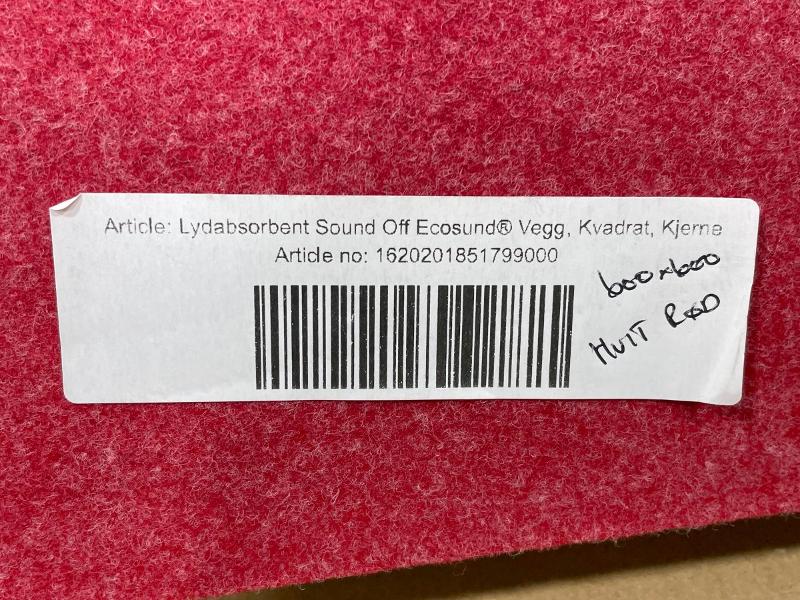 Article: Lydabsorbent Sound Off Ecosund® Vegg, Kvadrat, Kjerne
Article no: 1620201851799000
600x600
HVIT RØD